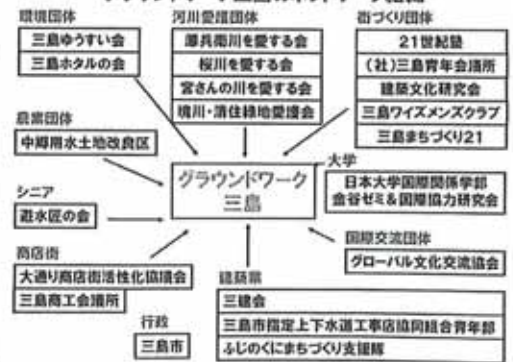 環境団体
三島ゆうすい会
三島ホタルの会
河川愛護団体
源兵衛川を愛する会
桜川を愛する会
宮さんの川を愛する会
境川・清住緑地愛護会
街づくり団体
21世紀塾
(社)三島青年会議所
建築文化研究会
三島ワイズメンズクラブ
三島まちづくり21
農業団体
中郷用水土地改良区
シニア
遊水匠の会
グラウンドワーク
三島
大学
日本大学国際関係学部
金谷ゼミ&国際協力研究会
国際交流団体
グローバル文化交流協会
商店街
大通り商店街活性化協議会
三島商工会議所
行政
三島市
建築業
三建会
三島市指定上下水道工事店協同組合青年部
ふじのくにまちづくり支援隊